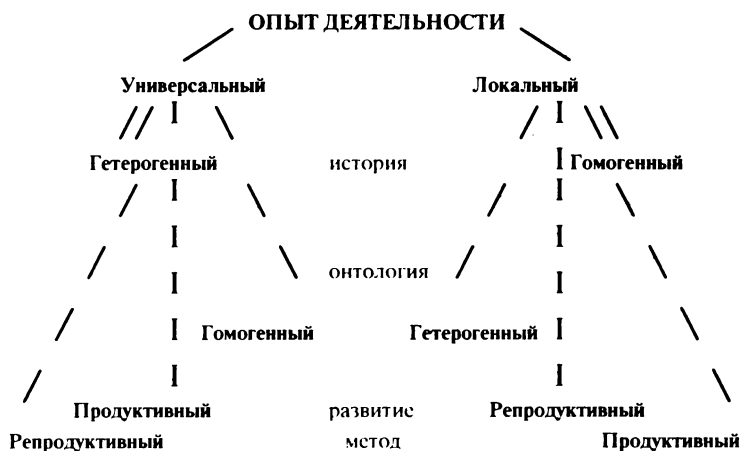 ОПЫТ ДЕЯТЕЛЬНОСТИ
Универсальный Локальный
Гетерогенный история Гомогенный
онтология
Гомогенный Гетерогенный
Продуктивный развитие Репродуктивный
Репродуктивный метод Продуктивный